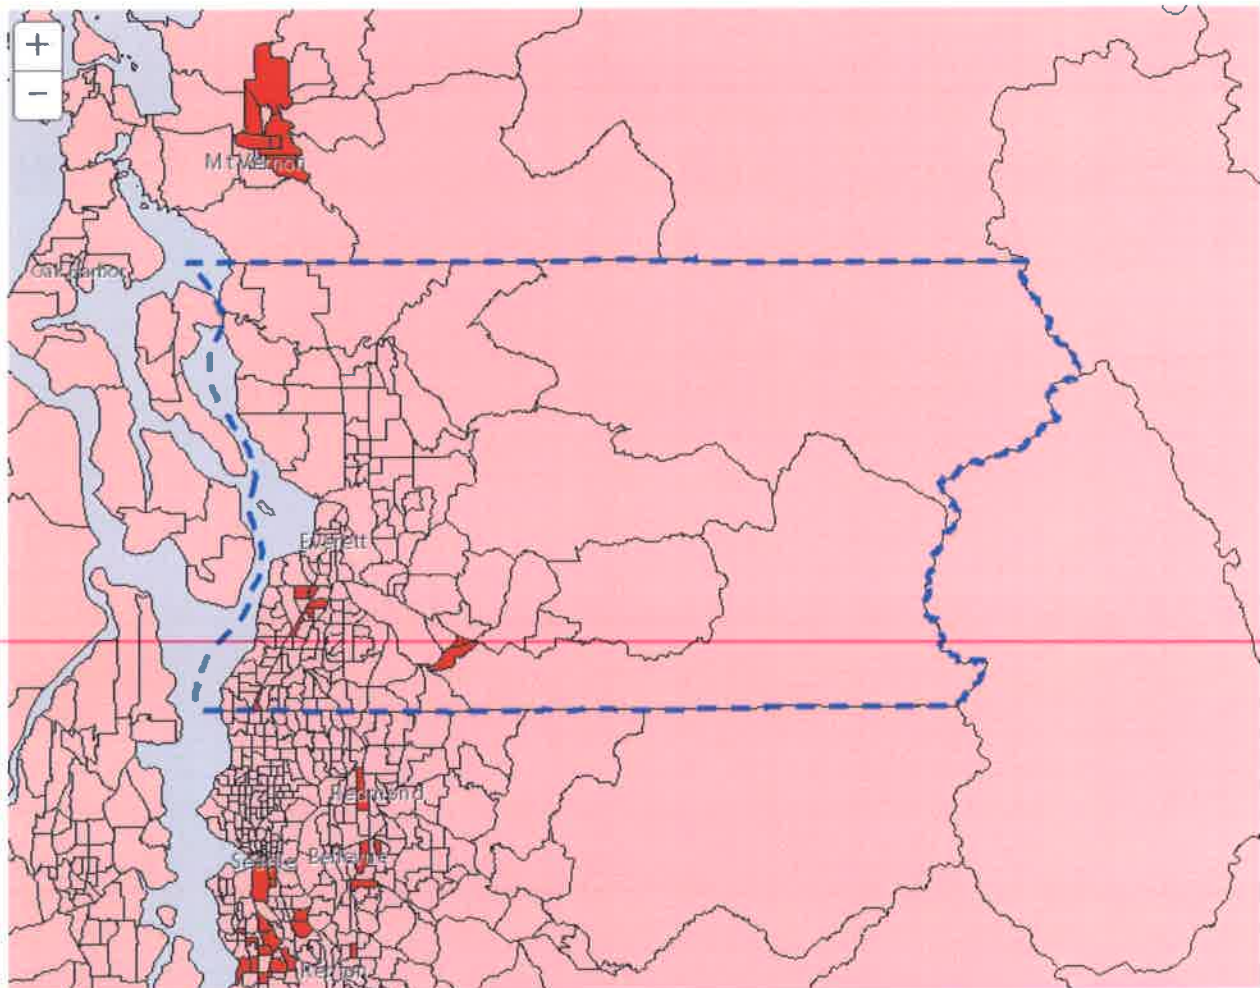 +
−
Mt Vernon
Oak Harbor
Everett
Redmond
Seattle Bellevue
Renton